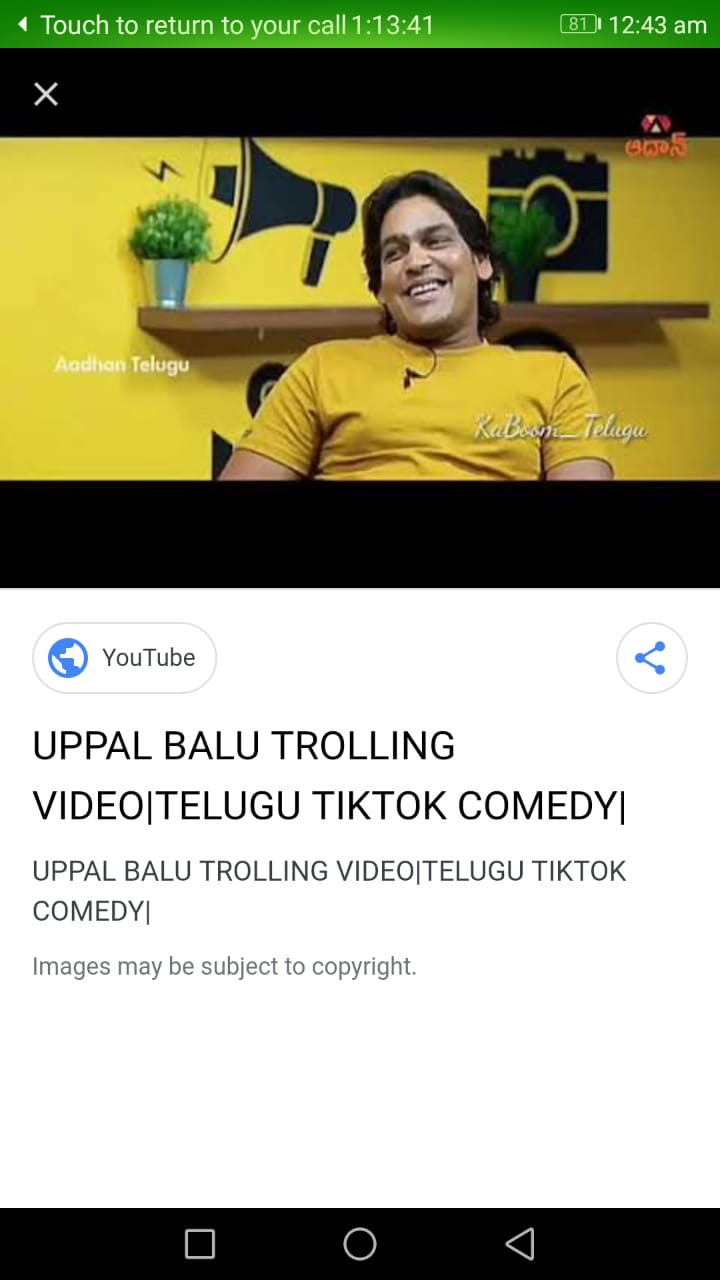 Touch to return to your call 1:13:41
81 12:43 am
ఆదాన్
Aadhan Telugu
KaBoom_Telugu
YouTube
UPPAL BALU TROLLING
VIDEO|TELUGU TIKTOK COMEDY|
UPPAL BALU TROLLING VIDEO|TELUGU TIKTOK
COMEDY|
Images may be subject to copyright.